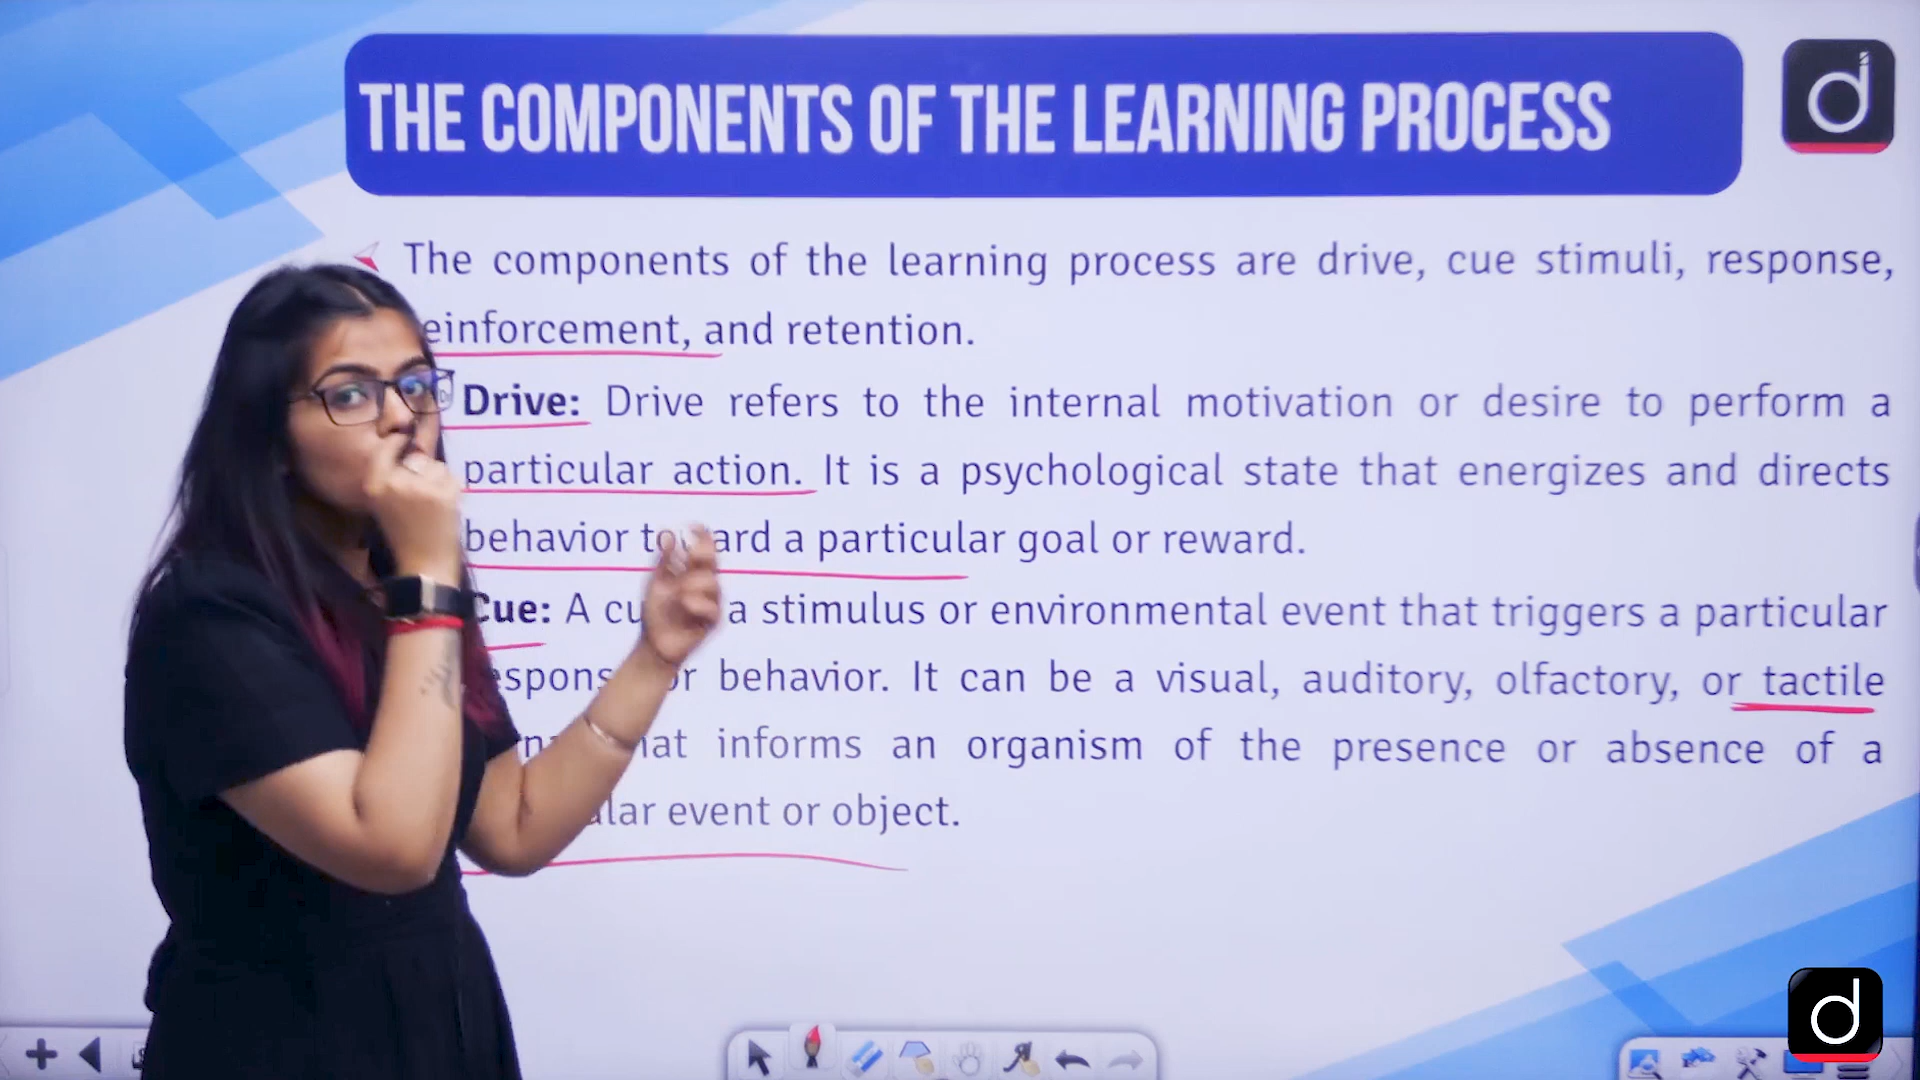 THE COMPONENTS OF THE LEARNING PROCESS
The components of the learning process are drive, cue stimuli, response,
einforcement, and retention.
Drive: Drive refers to the internal motivation or desire to perform a
particular action. It is a psychological state that energizes and directs
behavior toward a particular goal or reward.
Cue: A cu a stimulus or environmental event that triggers a particular
spons or behavior. It can be a visual, auditory, olfactory, or tactile
hat informs an organism of the presence or absence of a
lar event or object.